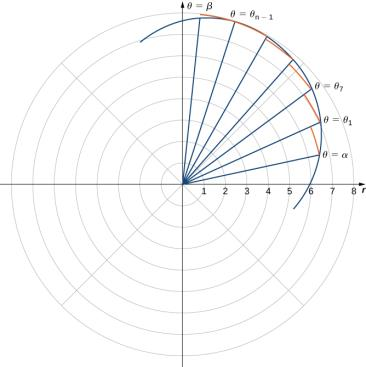 θ = β
θ = θn – 1
θ = θ7
θ = θ1
θ = α
1 2 3 4 5 6 7 8 r